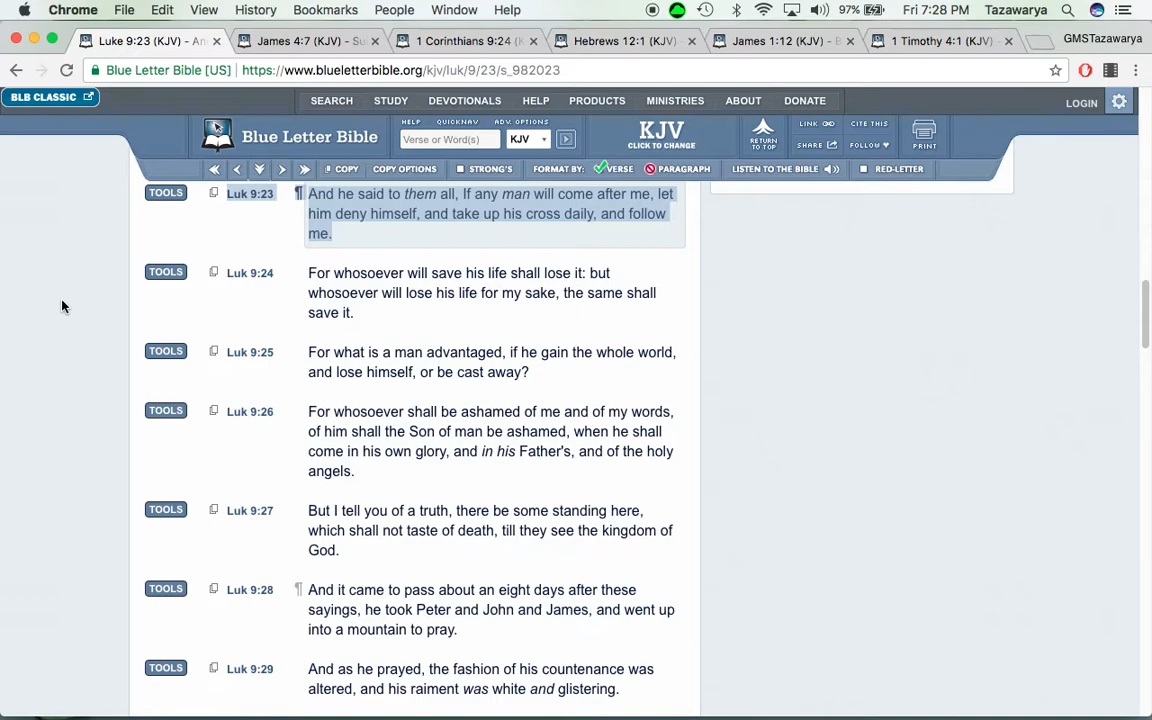 Chrome File Edit View History Bookmarks People Window Help 97% Fri 7:28 PM Tazawarya
Luke 9:23 (KJV) - An James 4:7 (KJV) - Su 1 Corinthians 9:24 (K Hebrews 12:1 (KJV) - James 1:12 (KJV) - B 1 Timothy 4:1 (KJV) - GMSTazawarya
Blue Letter Bible [US] https://www.blueletterbible.org/kjv/luk/9/23/s_982023
BLB CLASSIC SEARCH STUDY DEVOTIONALS HELP PRODUCTS MINISTRIES ABOUT DONATE LOGIN
HELP QUICKNAV ADV. OPTIONS
Blue Letter Bible Verse or Word(s) KJV KJV CLICK TO CHANGE RETURN TO TOP LINK CITE THIS SHARE FOLLOW PRINT
COPY COPY OPTIONS STRONG'S FORMAT BY: VERSE PARAGRAPH LISTEN TO THE BIBLE RED-LETTER
TOOLS Luk 9:23 ¶ And he said to them all, If any man will come after me, let
him deny himself, and take up his cross daily, and follow
me.
TOOLS Luk 9:24 For whosoever will save his life shall lose it: but
whosoever will lose his life for my sake, the same shall
save it.
TOOLS Luk 9:25 For what is a man advantaged, if he gain the whole world,
and lose himself, or be cast away?
TOOLS Luk 9:26 For whosoever shall be ashamed of me and of my words,
of him shall the Son of man be ashamed, when he shall
come in his own glory, and in his Father's, and of the holy
angels.
TOOLS Luk 9:27 But I tell you of a truth, there be some standing here,
which shall not taste of death, till they see the kingdom of
God.
TOOLS Luk 9:28 ¶ And it came to pass about an eight days after these
sayings, he took Peter and John and James, and went up
into a mountain to pray.
TOOLS Luk 9:29 And as he prayed, the fashion of his countenance was
altered, and his raiment was white and glistering.